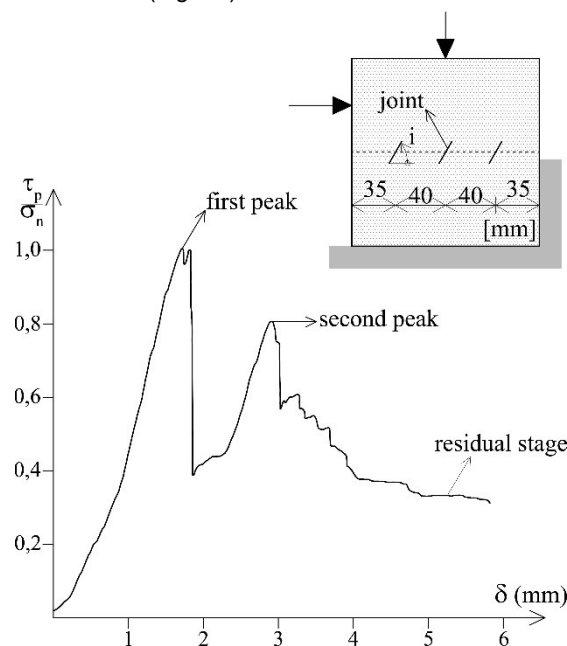 joint
i
35
40
40
35
[mm]
τp
σn
first peak
1,0
second peak
0,8
0,6
residual stage
0,4
0,2
δ (mm)
1 2 3 4 5 6